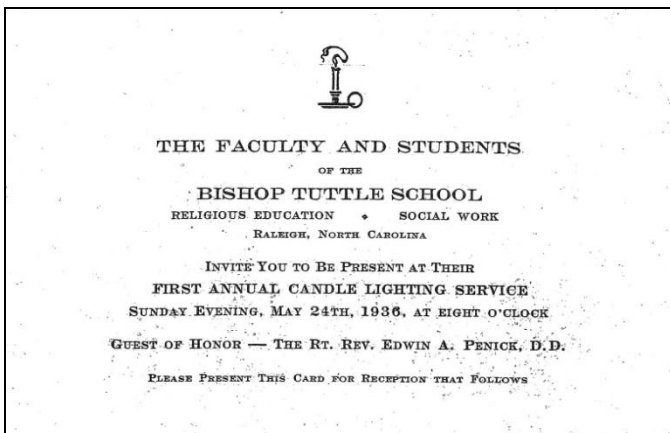 THE FACULTY AND STUDENTS
OF THE
BISHOP TUTTLE SCHOOL
RELIGIOUS EDUCATION • SOCIAL WORK
RALEIGH, NORTH CAROLINA
INVITE YOU TO BE PRESENT AT THEIR
FIRST ANNUAL CANDLE LIGHTING SERVICE
SUNDAY EVENING, MAY 24TH, 1936, AT EIGHT O'CLOCK
GUEST OF HONOR — THE RT. REV. EDWIN A. PENICK, D.D.
PLEASE PRESENT THIS CARD FOR RECEPTION THAT FOLLOWS